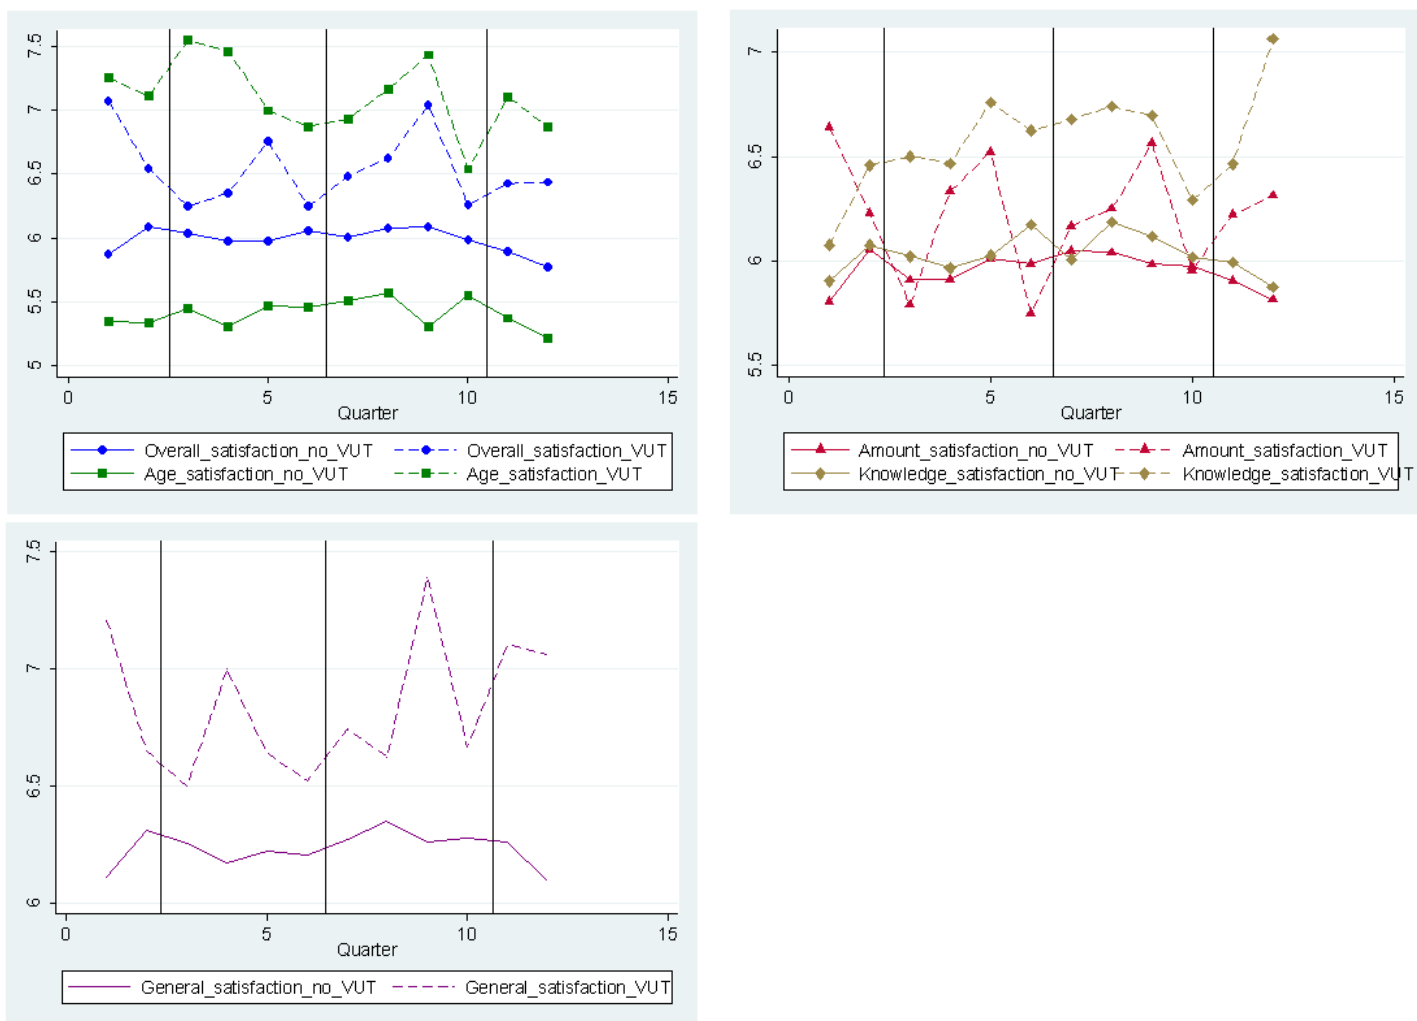 7.5
7
6.5
6
5.5
5
0 5 10 15
Quarter
Overall_satisfaction_no_VUT Overall_satisfaction_VUT
Age_satisfaction_no_VUT Age_satisfaction_VUT
7
6.5
6
5.5
0 5 10 15
Quarter
Amount_satisfaction_no_VUT Amount_satisfaction_VUT
Knowledge_satisfaction_no_VUT Knowledge_satisfaction_VUT
7.5
7
6.5
6
0 5 10 15
Quarter
General_satisfaction_no_VUT General_satisfaction_VUT